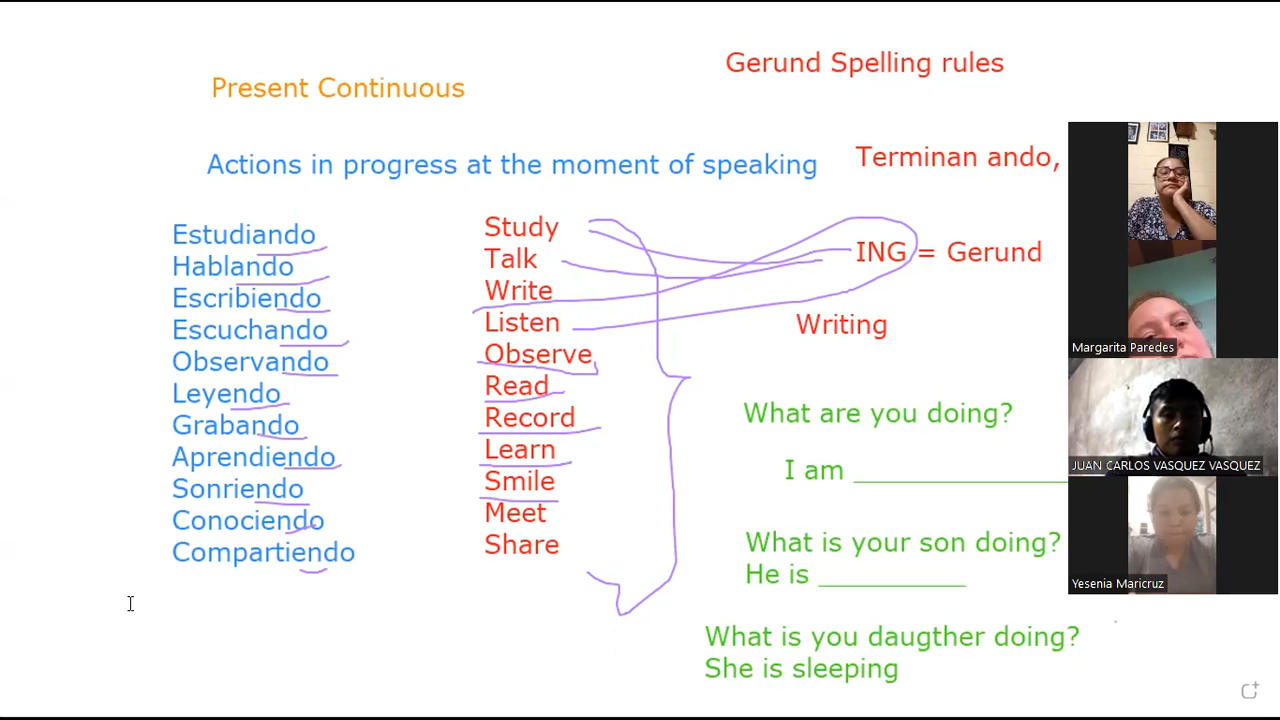 Gerund Spelling rules
Present Continuous
Actions in progress at the moment of speaking
Terminan ando,
Estudiando
Hablando
Escribiendo
Escuchando
Observando
Leyendo
Grabando
Aprendiendo
Sonriendo
Conociendo
Compartiendo
Study
Talk
Write
Listen
Observe
Read
Record
Learn
Smile
Meet
Share
ING = Gerund
Writing
What are you doing?
I am ____________________
What is your son doing?
He is _____________
What is you daugther doing?
She is sleeping
Margarita Paredes
JUAN CARLOS VASQUEZ VASQUEZ
Yesenia Maricruz